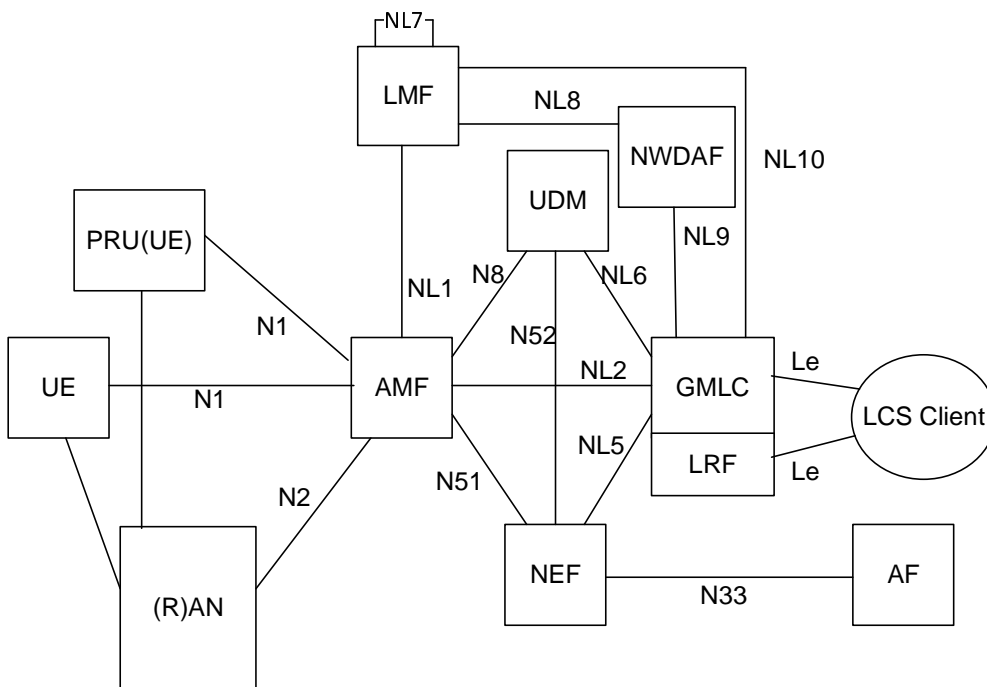 NL7
LMF
NL8
NWDAF
NL10
UDM
PRU(UE)
NL9
N8
NL6
NL1
N1
N52
Le
UE
N1
AMF
NL2
GMLC
LCS Client
NL5
LRF
Le
N51
N2
NEF
AF
N33
(R)AN